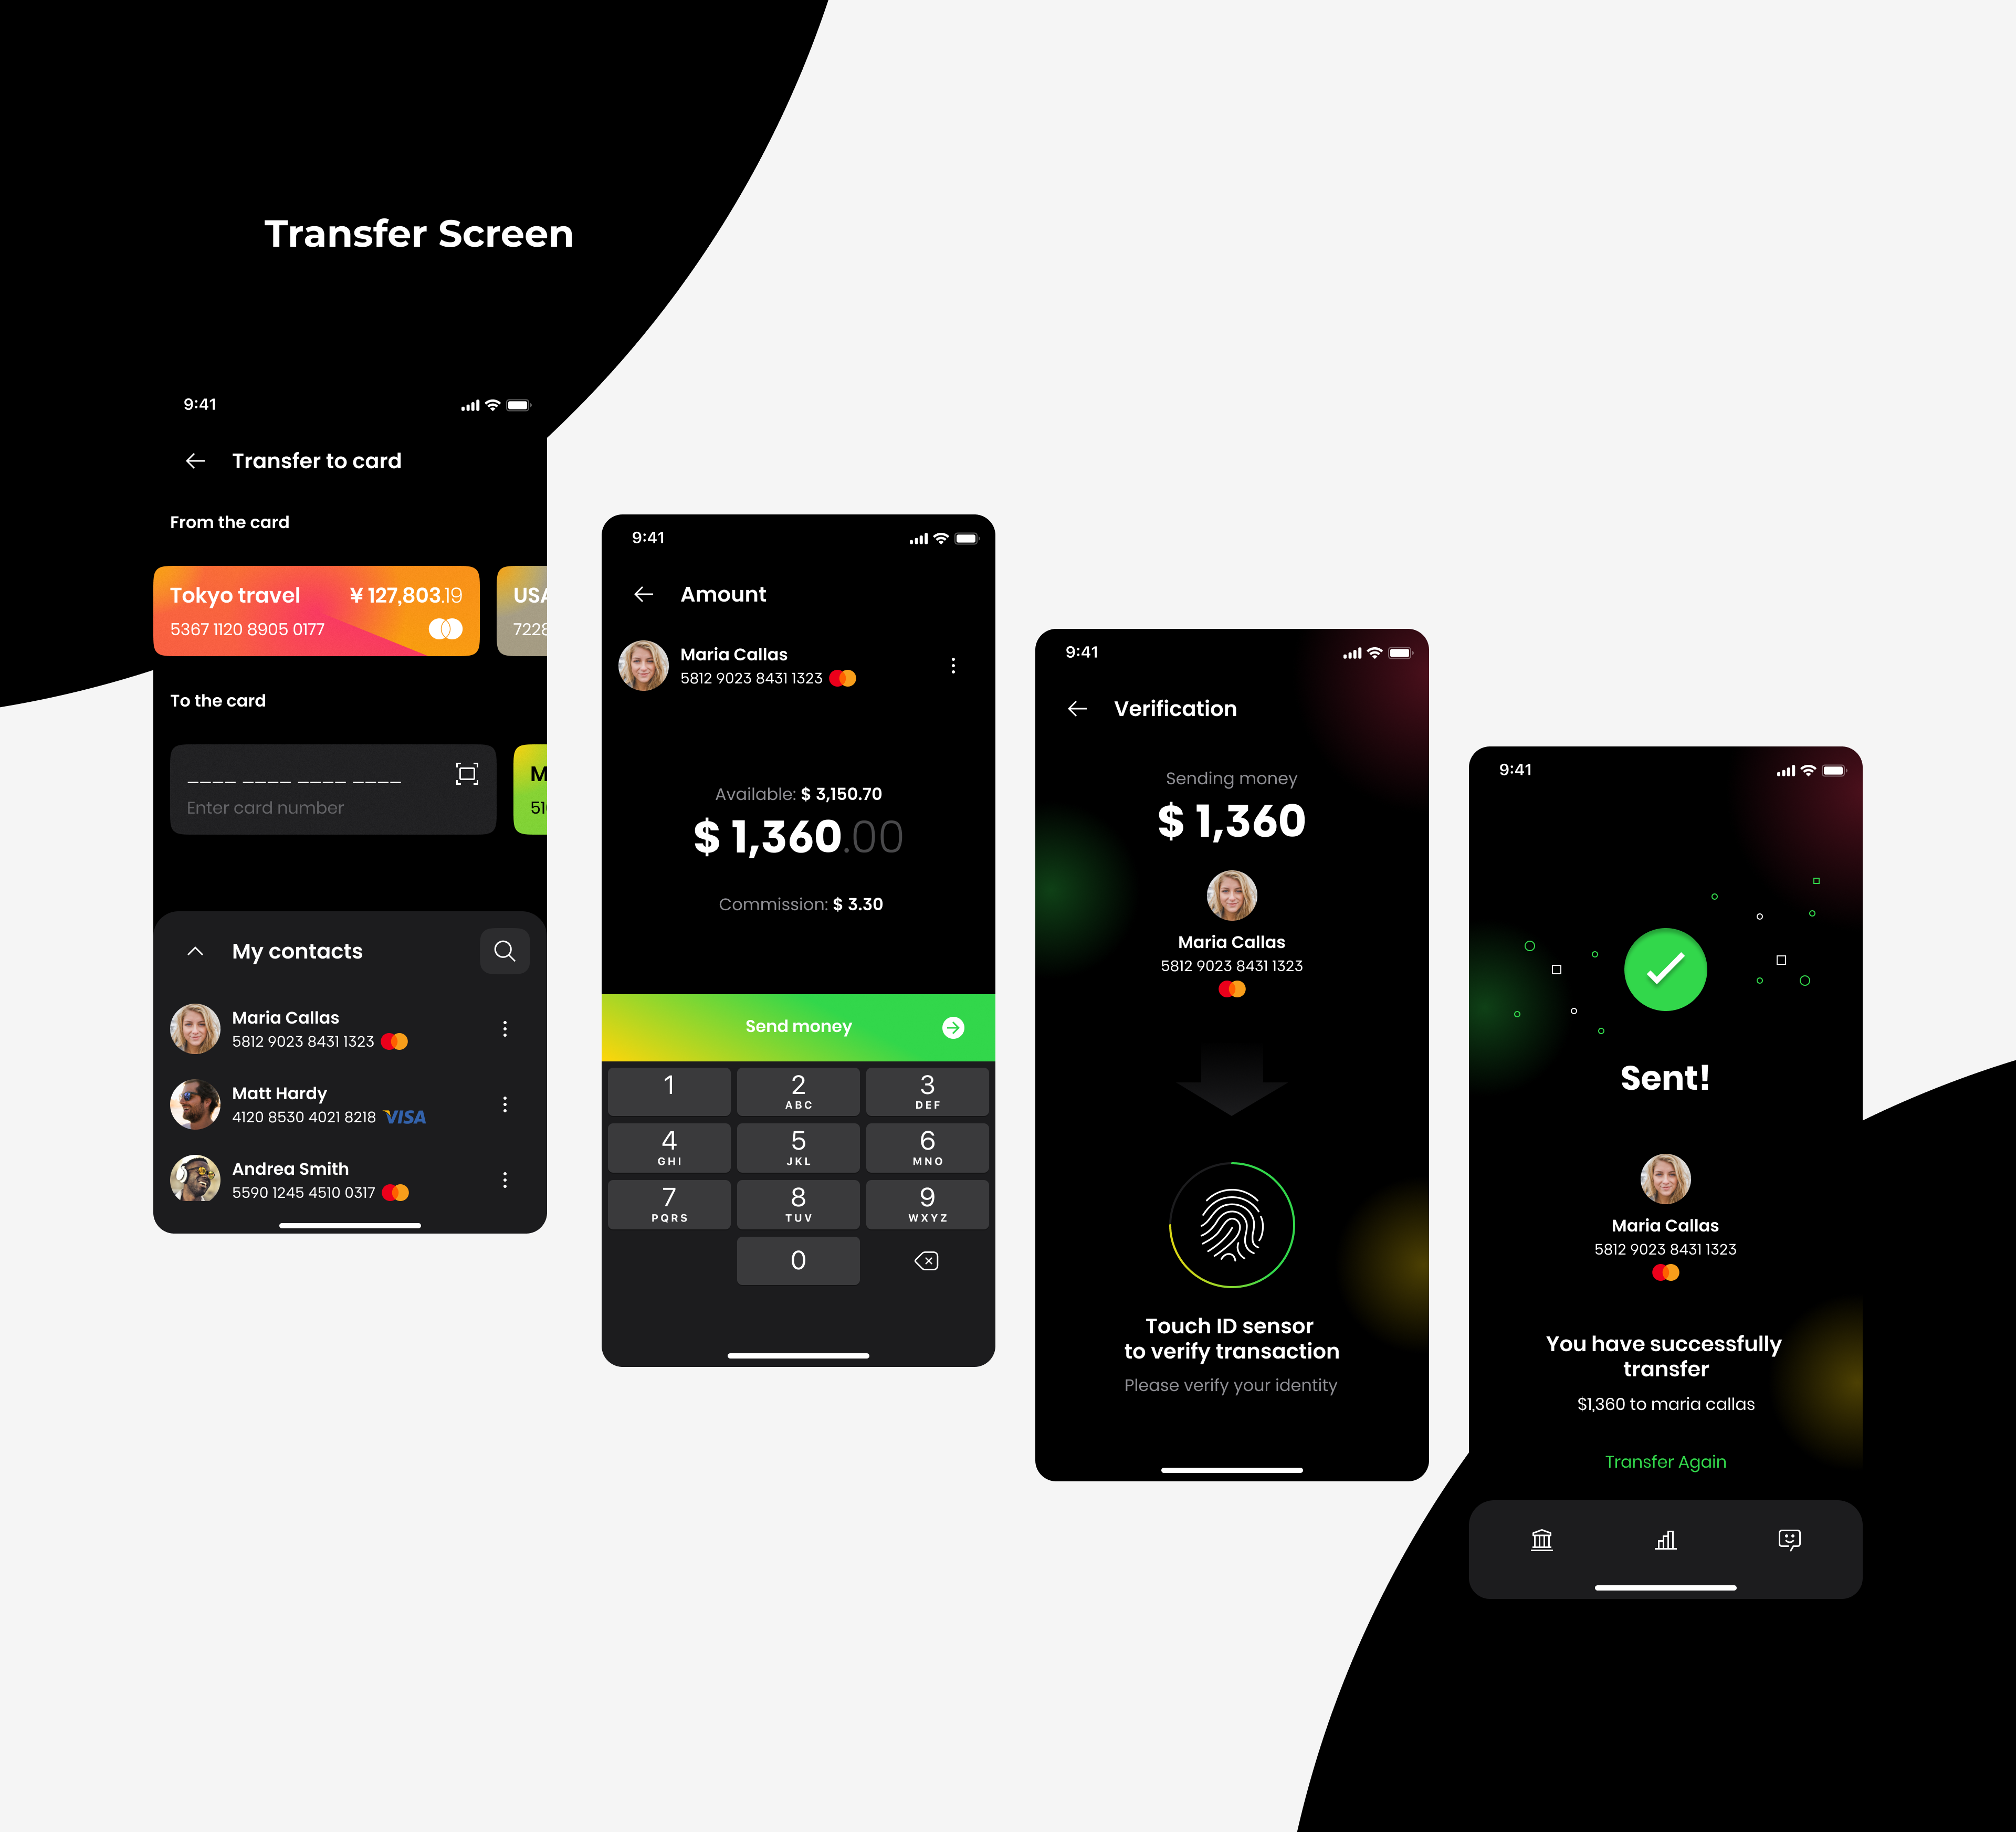 Transfer Screen
9:41
Transfer to card
From the card
Tokyo travel ¥ 127,803.19
5367 1120 8905 0177
USA
7228
To the card
____ ____ ____ ____
Enter card number
M
51
My contacts
Maria Callas
5812 9023 8431 1323
Matt Hardy
4120 8530 4021 8218 VISA
Andrea Smith
5590 1245 4510 0317
9:41
Amount
Maria Callas
5812 9023 8431 1323
Available: $ 3,150.70
$ 1,360.00
Commission: $ 3.30
Send money
1
2
ABC
3
DEF
4
GHI
5
JKL
6
MNO
7
PQRS
8
TUV
9
WXYZ
0
9:41
Verification
Sending money
$ 1,360
Maria Callas
5812 9023 8431 1323
Touch ID sensor
to verify transaction
Please verify your identity
9:41
Sent!
Maria Callas
5812 9023 8431 1323
You have successfully
transfer
$1,360 to maria callas
Transfer Again